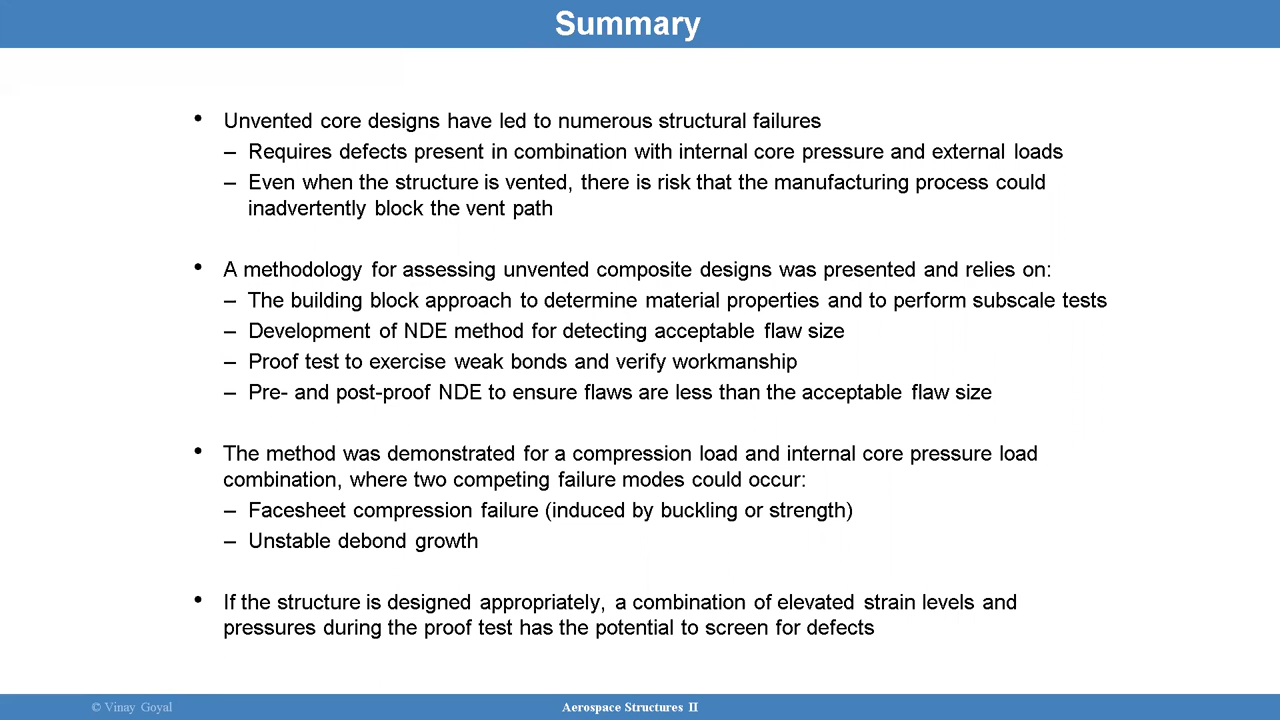 Summary
• Unvented core designs have led to numerous structural failures
– Requires defects present in combination with internal core pressure and external loads
– Even when the structure is vented, there is risk that the manufacturing process could
inadvertently block the vent path
• A methodology for assessing unvented composite designs was presented and relies on:
– The building block approach to determine material properties and to perform subscale tests
– Development of NDE method for detecting acceptable flaw size
– Proof test to exercise weak bonds and verify workmanship
– Pre- and post-proof NDE to ensure flaws are less than the acceptable flaw size
• The method was demonstrated for a compression load and internal core pressure load
combination, where two competing failure modes could occur:
– Facesheet compression failure (induced by buckling or strength)
– Unstable debond growth
• If the structure is designed appropriately, a combination of elevated strain levels and
pressures during the proof test has the potential to screen for defects
© Vinay Goyal
Aerospace Structures II